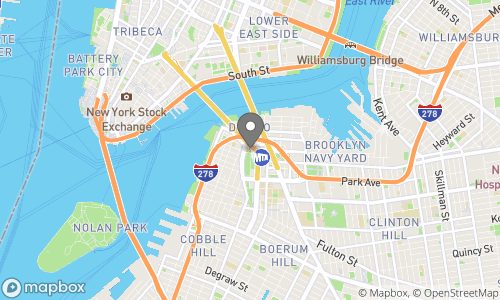 East River
N 8th St
TRIBECA
LOWER
EAST SIDE
WILLIAMSBU
BATTERY
PARK CITY
South St
Williamsburg Bridge
New York Stock
Exchange
Kent Ave
278
Heyward St
BROOKLYN
NAVY YARD
278
Park Ave
Skillman St
Hosp
NOLAN PARK
CLINTON
HILL
COBBLE
HILL
BOERUM
HILL
Fulton St
Quincy St
Degraw St
mapbox
© Mapbox, © OpenStreetMap